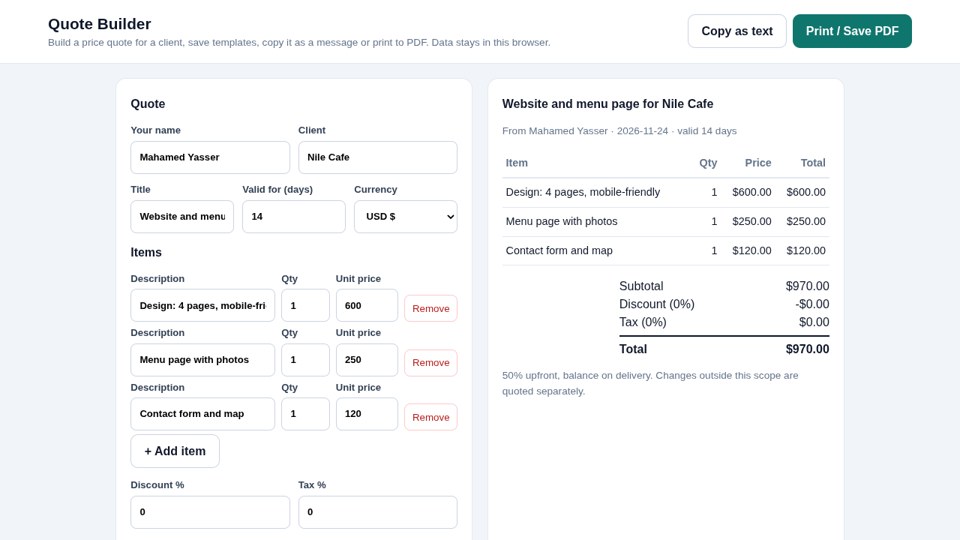 Quote Builder
Build a price quote for a client, save templates, copy it as a message or print to PDF. Data stays in this browser.
Copy as text
Print / Save PDF
Quote
Your name Client
Mahamed Yasser Nile Cafe
Title Valid for (days) Currency
Website and menu 14 USD $
Items
Description Qty Unit price
Design: 4 pages, mobile-fri 1 600 Remove
Description Qty Unit price
Menu page with photos 1 250 Remove
Description Qty Unit price
Contact form and map 1 120 Remove
+ Add item
Discount % Tax %
0 0
Website and menu page for Nile Cafe
From Mahamed Yasser · 2026-11-24 · valid 14 days
Item Qty Price Total
Design: 4 pages, mobile-friendly 1 $600.00 $600.00
Menu page with photos 1 $250.00 $250.00
Contact form and map 1 $120.00 $120.00
Subtotal $970.00
Discount (0%) -$0.00
Tax (0%) $0.00
Total $970.00
50% upfront, balance on delivery. Changes outside this scope are
quoted separately.